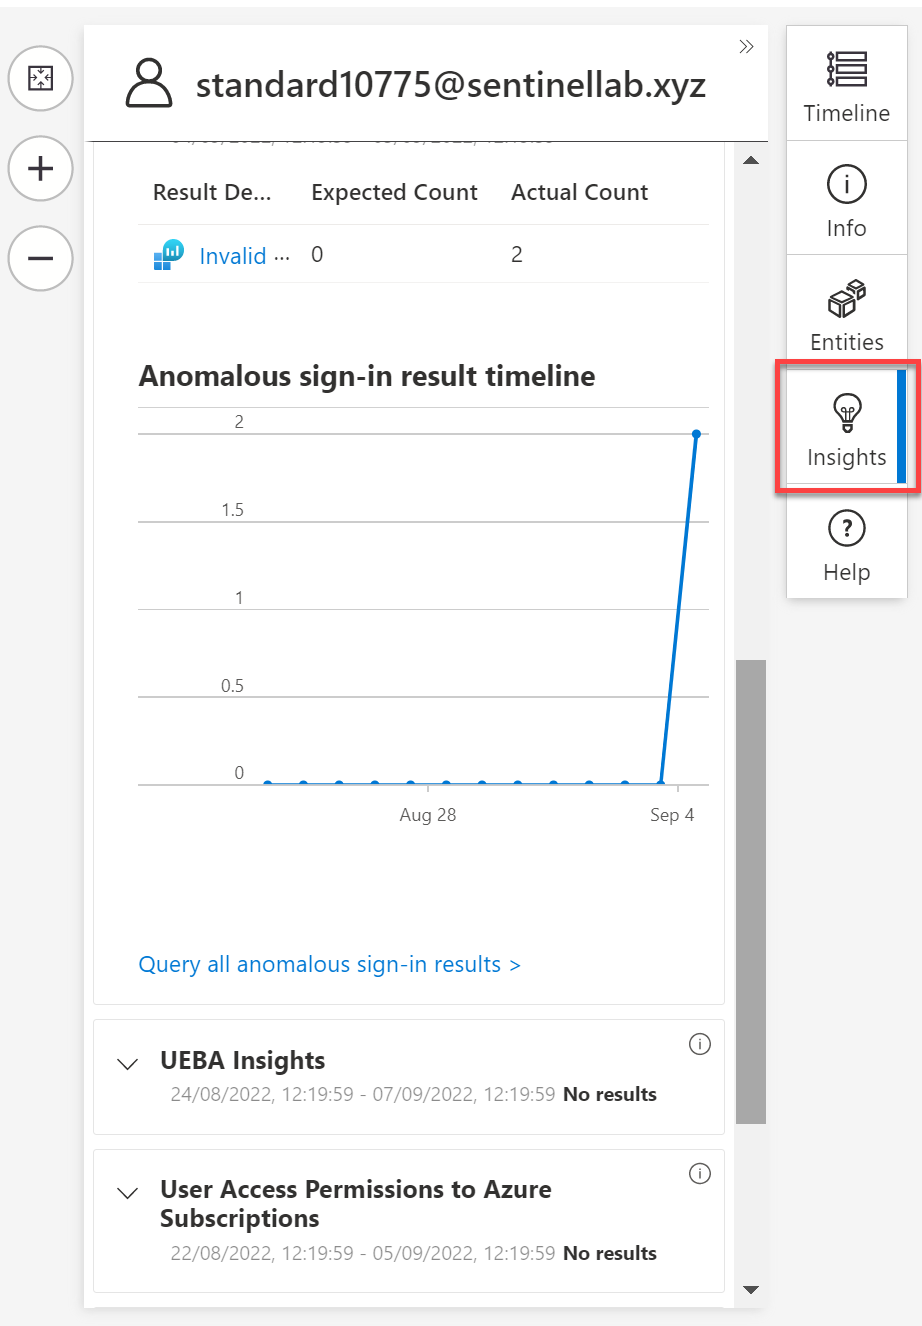 standard10775@sentinellab.xyz
Timeline
Info
Entities
Insights
Help
Result De... Expected Count Actual Count
Invalid ... 0 2
Anomalous sign-in result timeline
2
1.5
1
0.5
0
Aug 28 Sep 4
Query all anomalous sign-in results >
UEBA Insights
24/08/2022, 12:19:59 - 07/09/2022, 12:19:59 No results
User Access Permissions to Azure
Subscriptions
22/08/2022, 12:19:59 - 05/09/2022, 12:19:59 No results